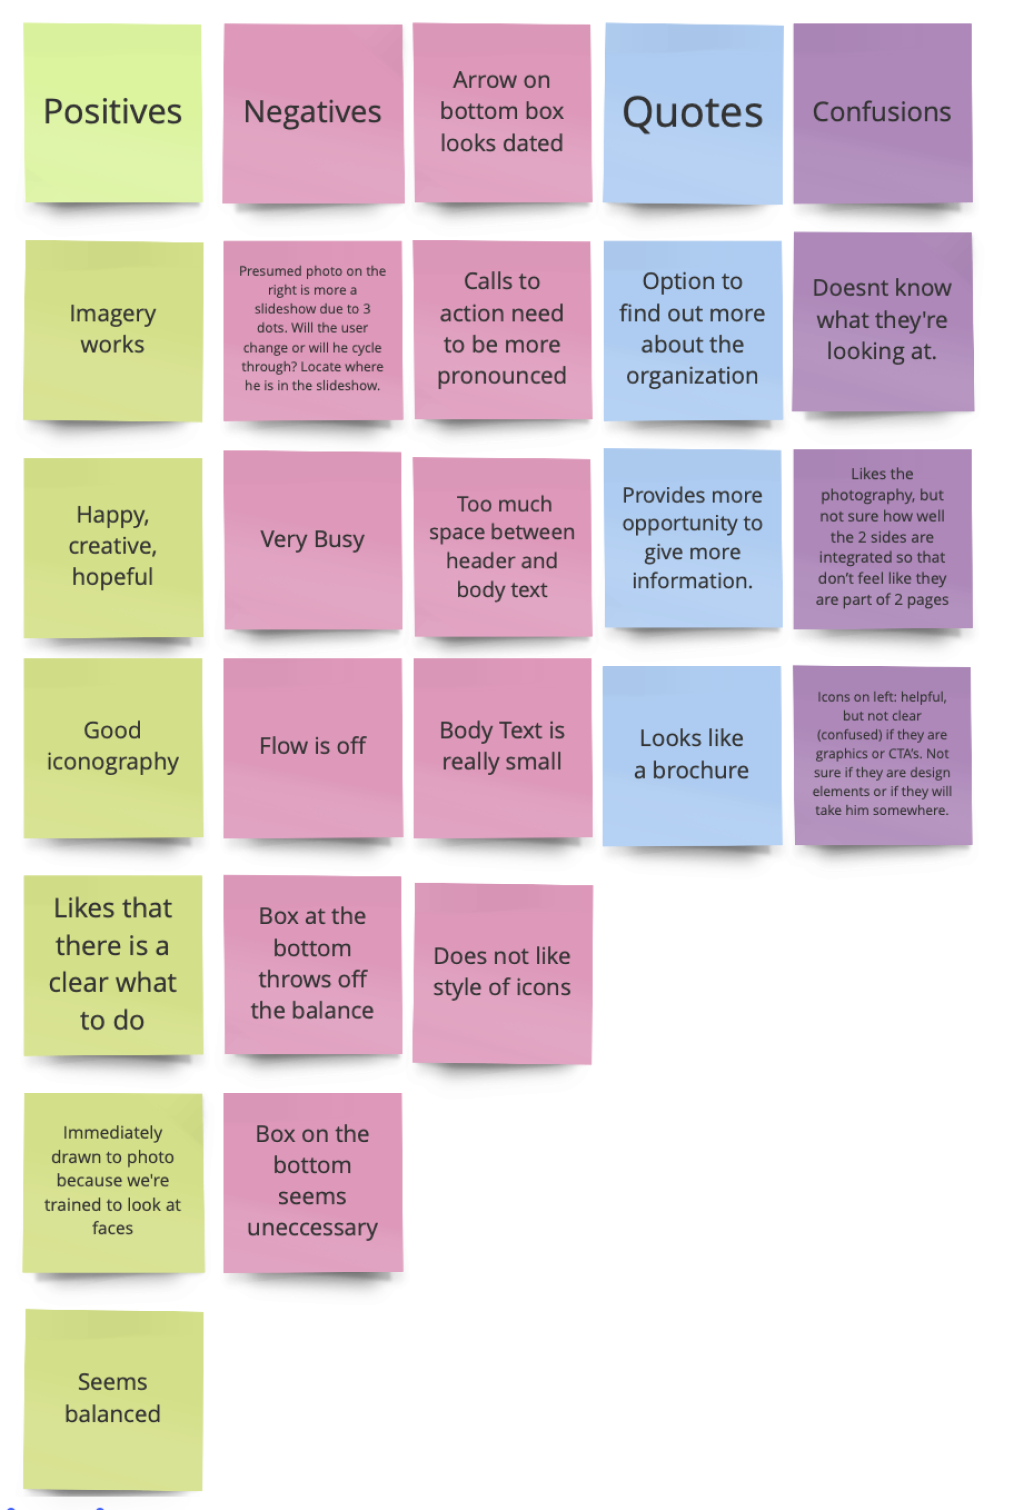 Positives
Negatives
Arrow on
bottom box
looks dated
Quotes
Confusions
Imagery
works
Presumed photo on the
right is more a
slideshow due to 3
dots. Will the user
change or will he cycle
through? Locate where
he is in the slideshow.
Calls to
action need
to be more
pronounced
Option to
find out more
about the
organization
Doesnt know
what they're
looking at.
Happy,
creative,
hopeful
Very Busy
Too much
space between
header and
body text
Provides more
opportunity to
give more
information.
Likes the
photography, but
not sure how well
the 2 sides are
integrated so that
don't feel like they
are part of 2 pages
Good
iconography
Flow is off
Body Text is
really small
Looks like
a brochure
Icons on left: helpful,
but not clear
(confused) if they are
graphics or CTA's. Not
sure if they are design
elements or if they will
take him somewhere.
Likes that
there is a
clear what
to do
Box at the
bottom
throws off
the balance
Does not like
style of icons
Immediately
drawn to photo
because we're
trained to look at
faces
Box on the
bottom
seems
uneccessary
Seems
balanced